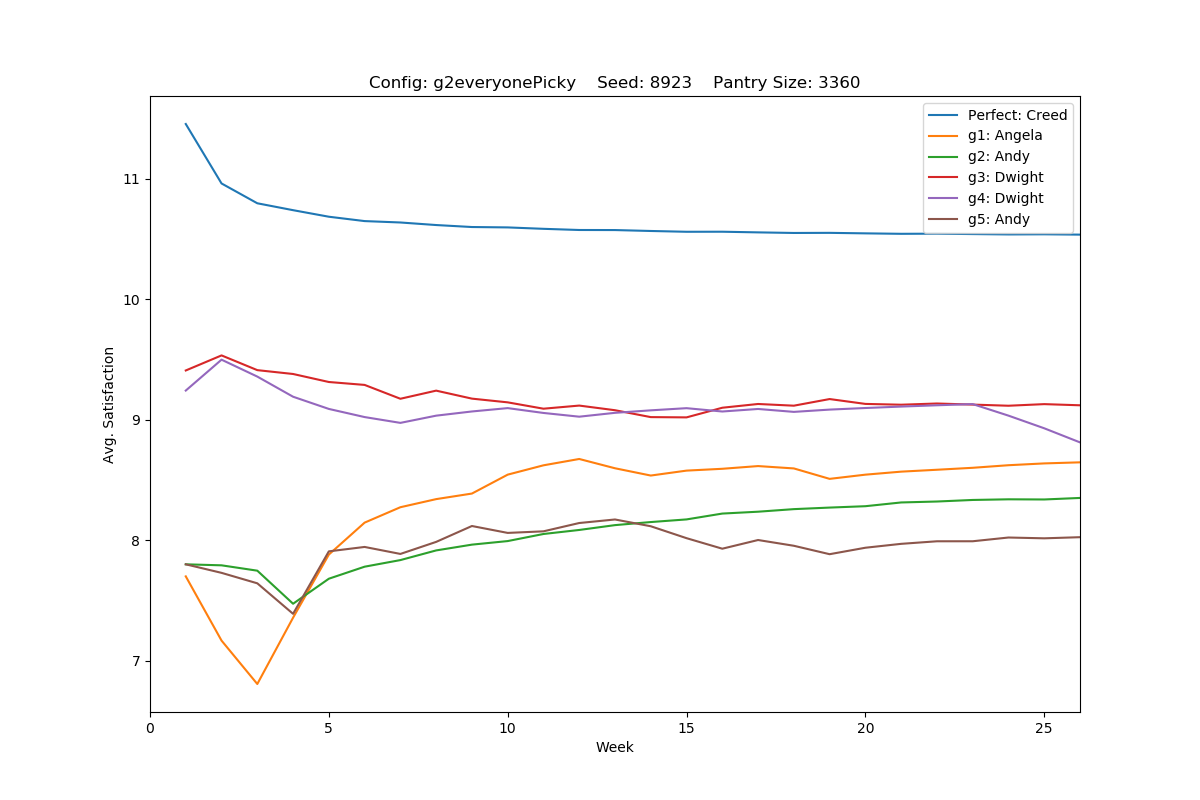 Config: g2everyonePicky    Seed: 8923    Pantry Size: 3360
Perfect: Creed
g1: Angela
g2: Andy
g3: Dwight
g4: Dwight
g5: Andy
Avg. Satisfaction
11
10
9
8
7
0 5 10 15 20 25
Week